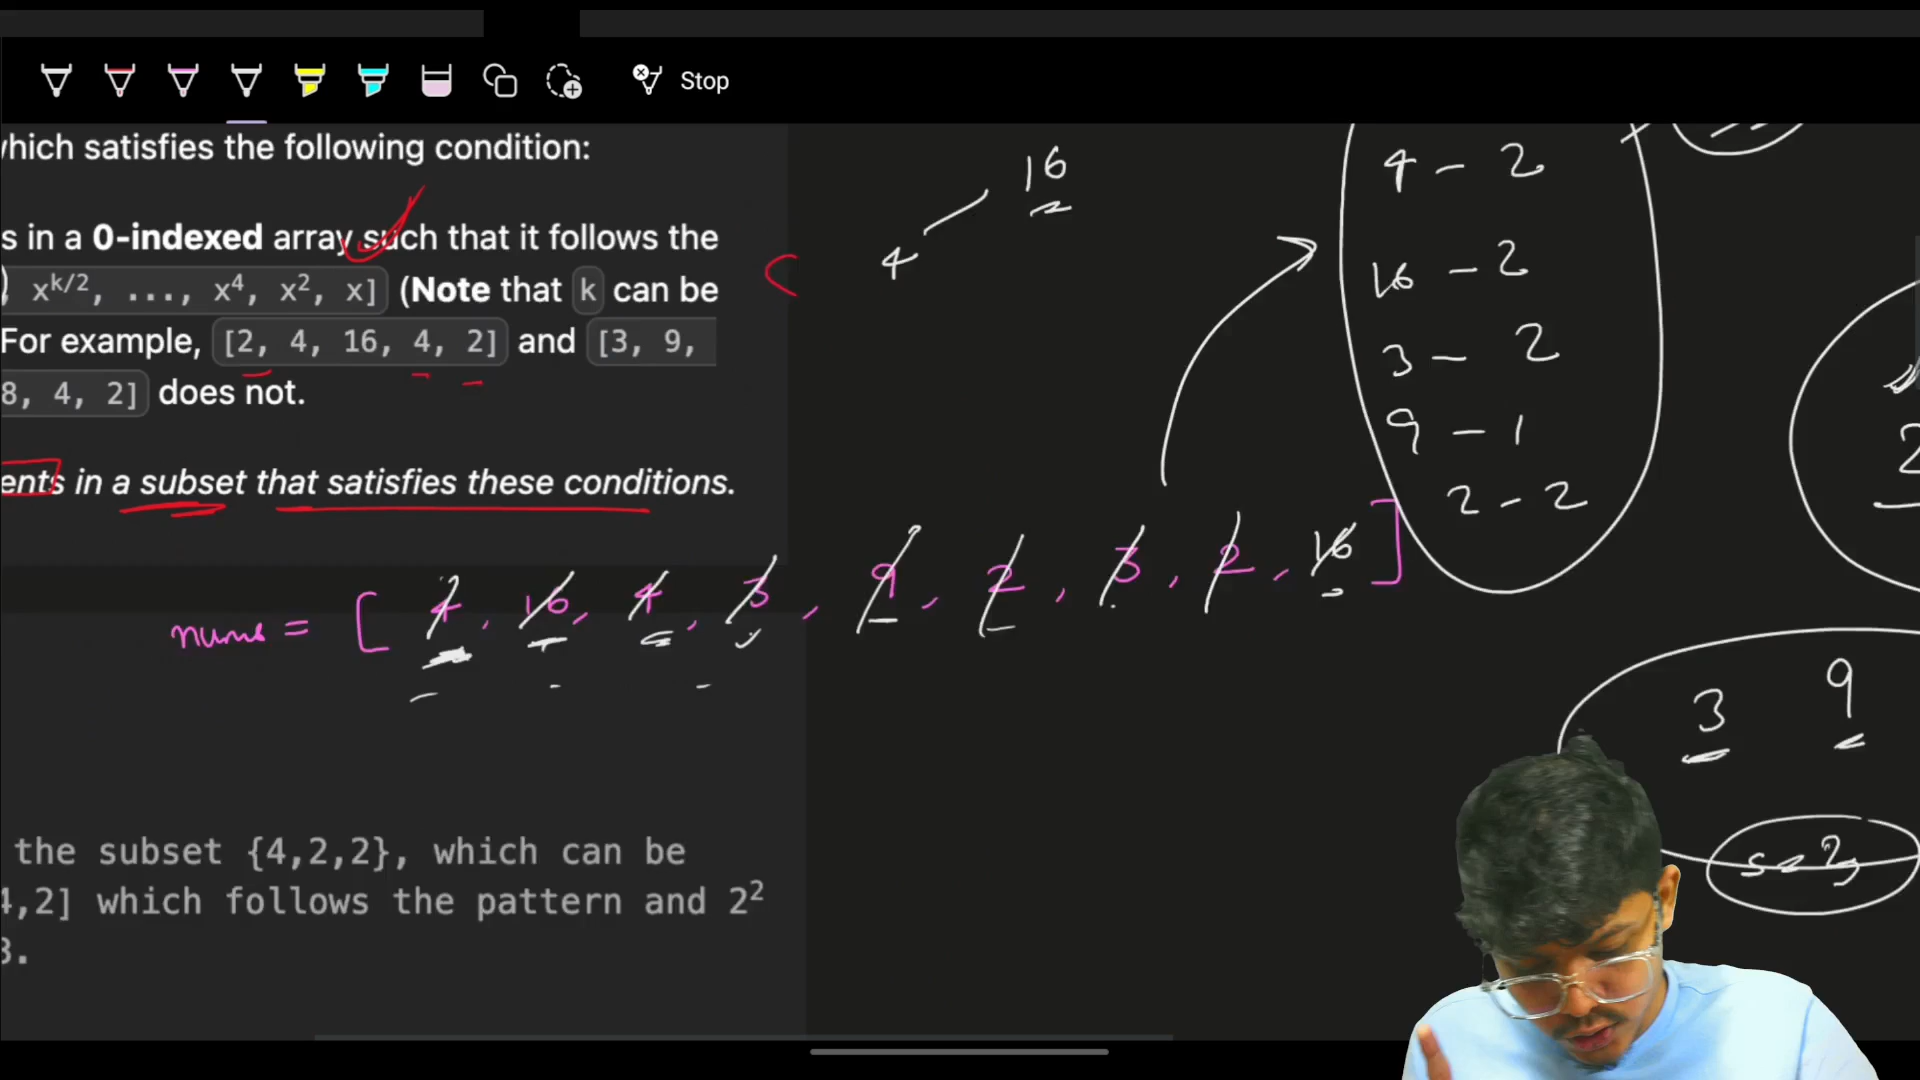 Stop
which satisfies the following condition:
s in a 0-indexed array such that it follows the
, x^{k/2}, ..., x⁴, x², x] (Note that k can be
For example, [2, 4, 16, 4, 2] and [3, 9,
8, 4, 2] does not.
ents in a subset that satisfies these conditions.
16
4
4 - 2
16 - 2
3 - 2
9 - 1
2 - 2
nums = [ 4, 16, 4, 3, 9, 2, 3, 2, 16 ]
2
3 9
the subset {4,2,2}, which can be
4,2] which follows the pattern and 2²
3.